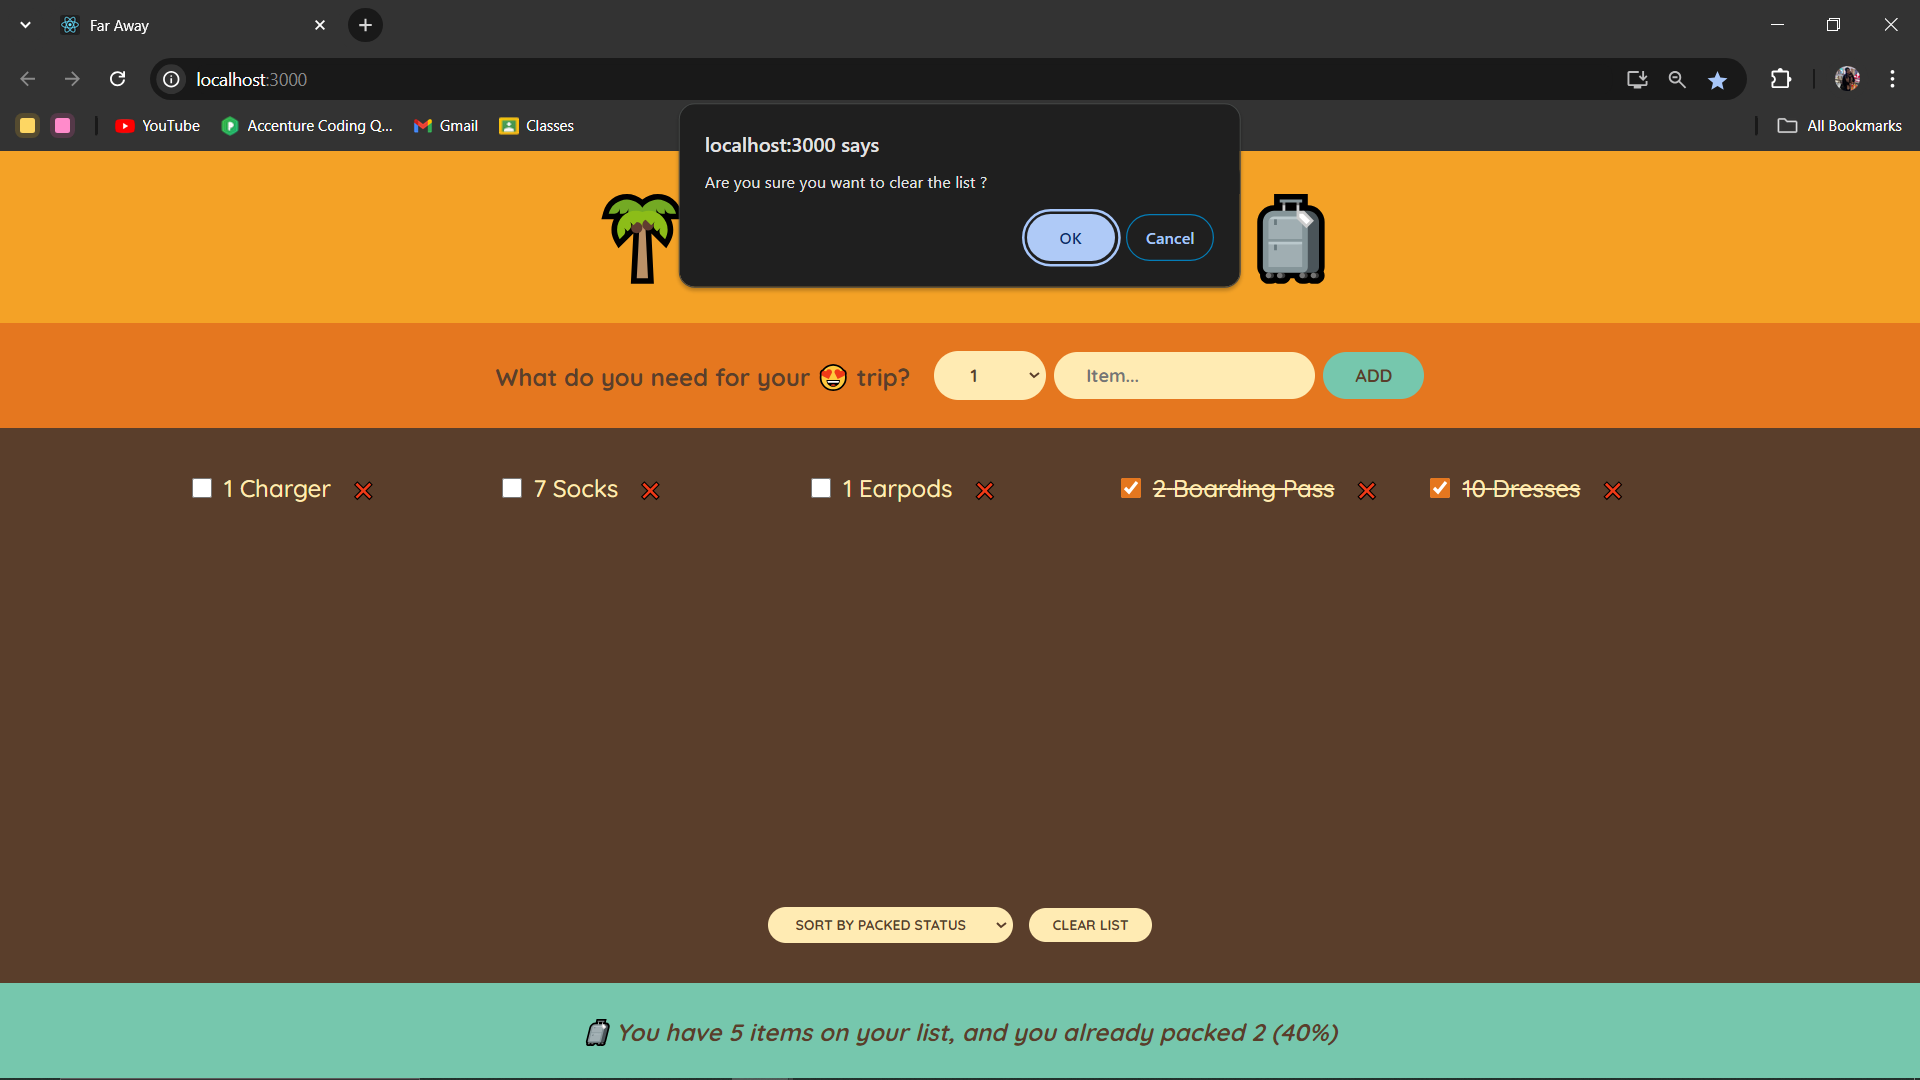 Far Away
localhost:3000
YouTube
Accenture Coding Q...
Gmail
Classes
All Bookmarks
localhost:3000 says
Are you sure you want to clear the list ?
OK
Cancel
What do you need for your 😍 trip?
1
Item...
ADD
1 Charger
7 Socks
1 Earpods
2 Boarding Pass
10 Dresses
SORT BY PACKED STATUS
CLEAR LIST
You have 5 items on your list, and you already packed 2 (40%)